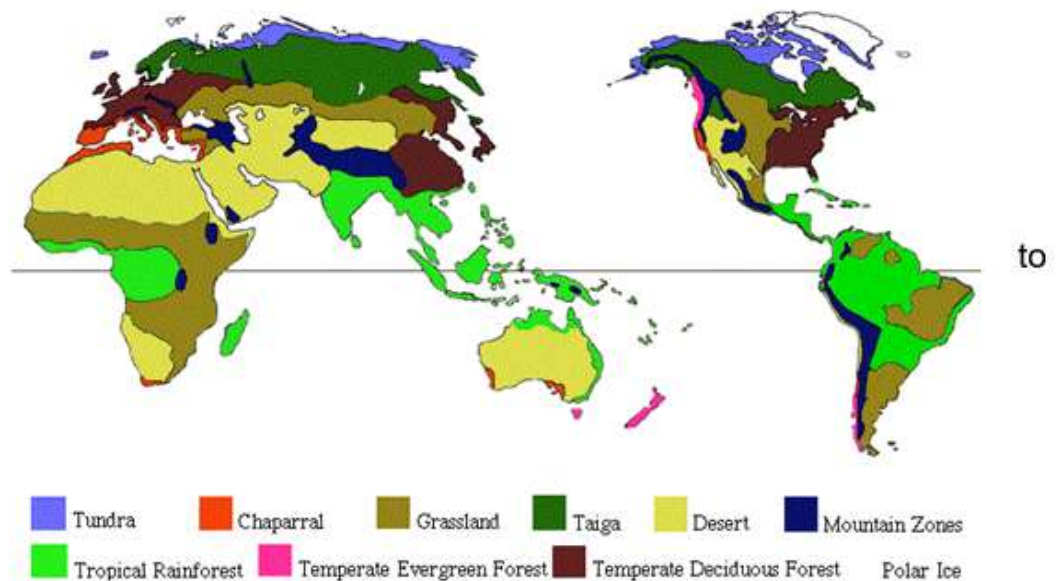 to
Tundra Chaparral Grassland Taiga Desert Mountain Zones
Tropical Rainforest Temperate Evergreen Forest Temperate Deciduous Forest Polar Ice